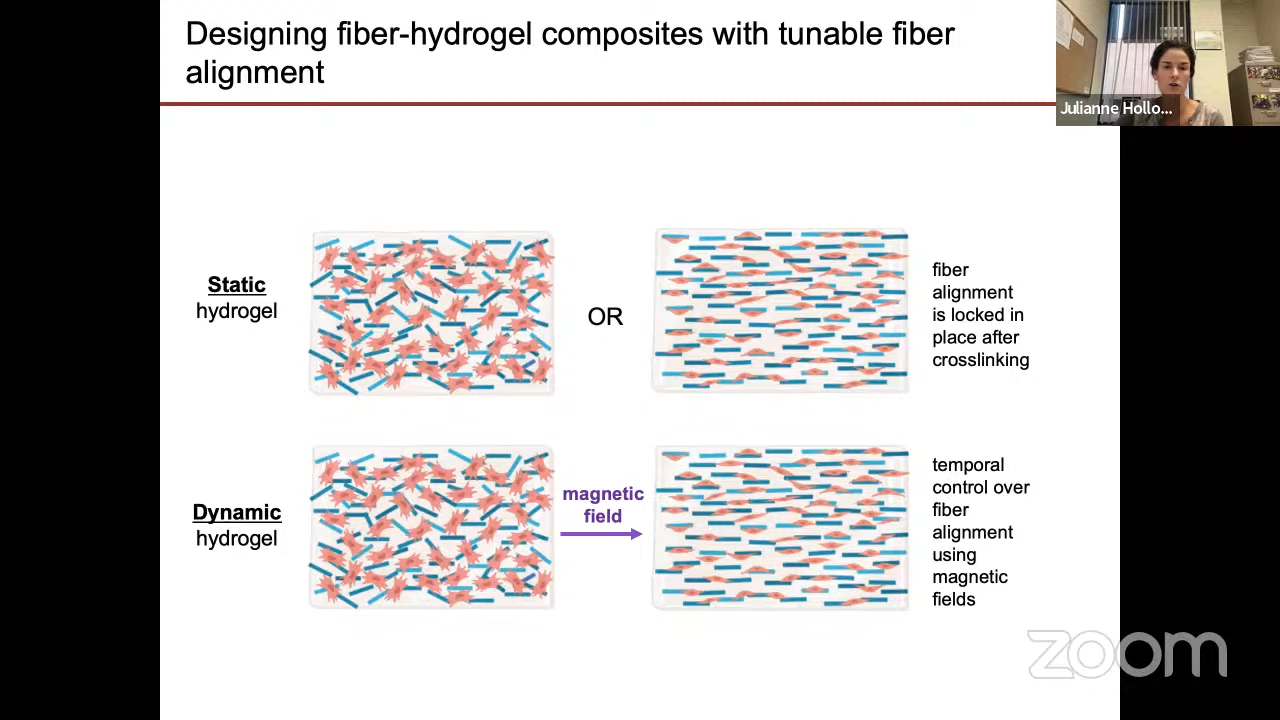 Designing fiber-hydrogel composites with tunable fiber
alignment
Julianne Hollo...
Static
hydrogel
OR
fiber
alignment
is locked in
place after
crosslinking
Dynamic
hydrogel
magnetic
field
temporal
control over
fiber
alignment
using
magnetic
fields
zoom